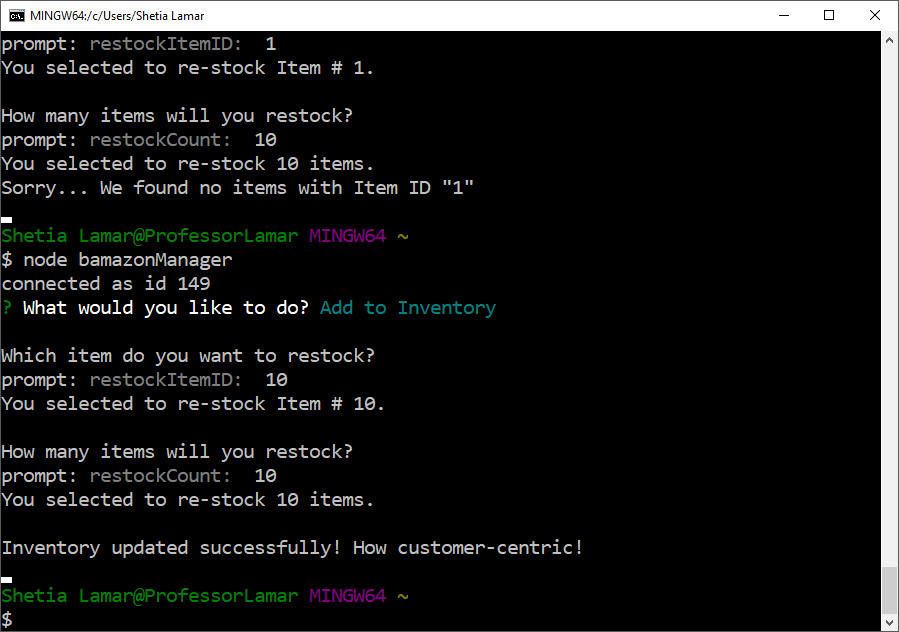 MINGW64:/c/Users/Shetia Lamar
prompt: restockItemID:  1
You selected to re-stock Item # 1.
How many items will you restock?
prompt: restockCount:  10
You selected to re-stock 10 items.
Sorry... We found no items with Item ID "1"
Shetia Lamar@ProfessorLamar MINGW64 ~
$ node bamazonManager
connected as id 149
? What would you like to do? Add to Inventory
Which item do you want to restock?
prompt: restockItemID:  10
You selected to re-stock Item # 10.
How many items will you restock?
prompt: restockCount:  10
You selected to re-stock 10 items.
Inventory updated successfully! How customer-centric!
Shetia Lamar@ProfessorLamar MINGW64 ~
$